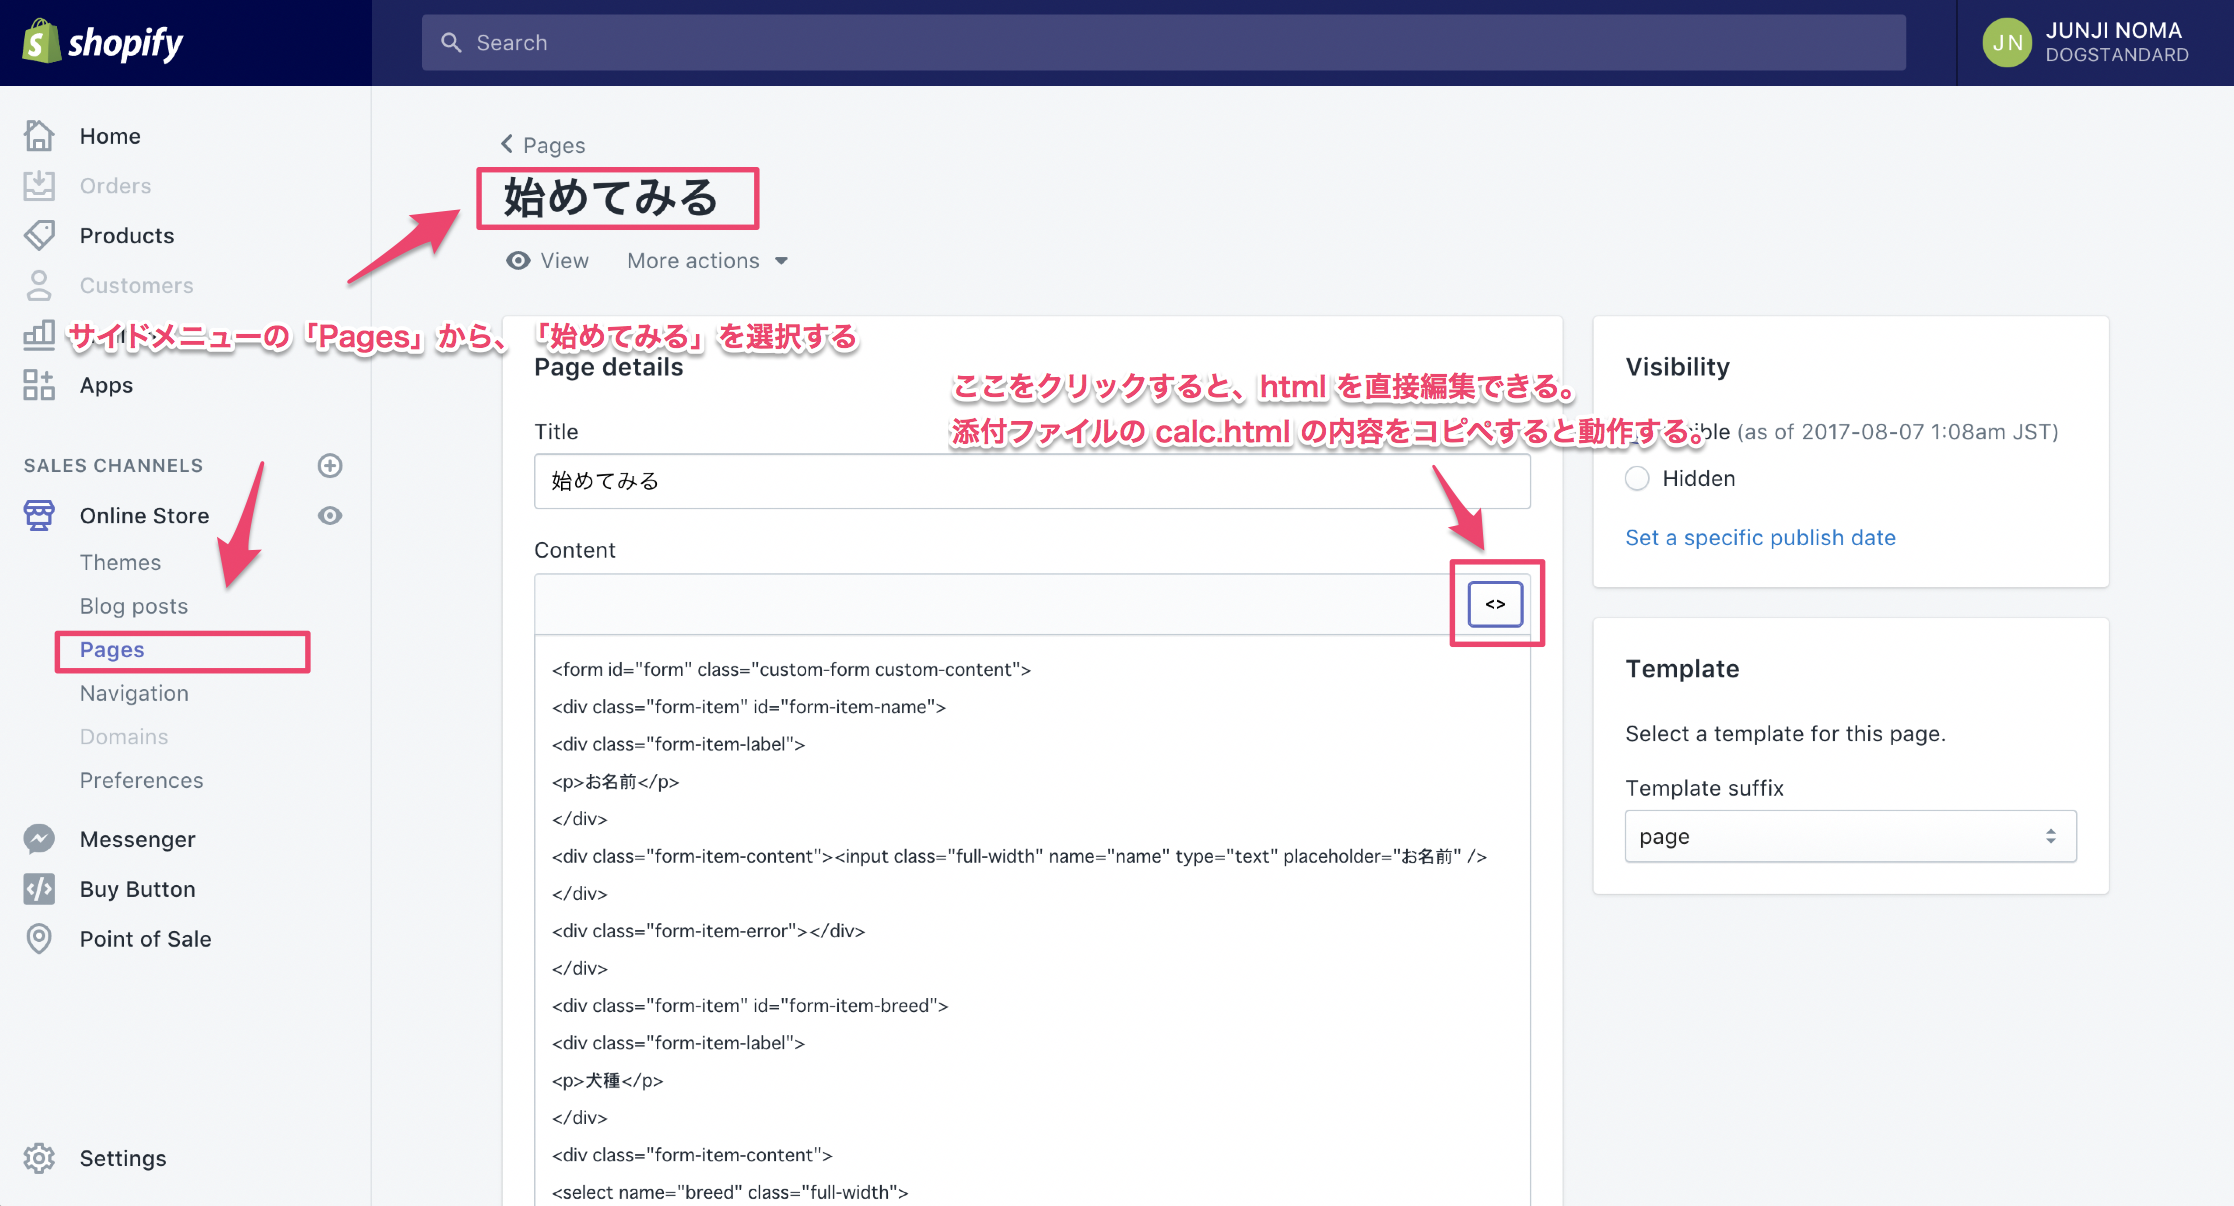 shopify
Search
JN
JUNJI NOMA
DOGSTANDARD
Home
Orders
Products
Customers
Apps
SALES CHANNELS
Online Store
Themes
Blog posts
Pages
Navigation
Domains
Preferences
Messenger
Buy Button
Point of Sale
Settings
Pages
始めてみる
View
More actions
サイドメニューの「Pages」から、「始めてみる」を選択する
Page details
ここをクリックすると、html を直接編集できる。
添付ファイルの calc.html の内容をコピペすると動作する。
Title
始めてみる
Content
<>
<form id="form" class="custom-form custom-content">
<div class="form-item" id="form-item-name">
<div class="form-item-label">
<p>お名前</p>
</div>
<div class="form-item-content"><input class="full-width" name="name" type="text" placeholder="お名前" />
</div>
<div class="form-item-error"></div>
</div>
<div class="form-item" id="form-item-breed">
<div class="form-item-label">
<p>犬種</p>
</div>
<div class="form-item-content">
<select name="breed" class="full-width">
Visibility
(as of 2017-08-07 1:08am JST)
Hidden
Set a specific publish date
Template
Select a template for this page.
Template suffix
page